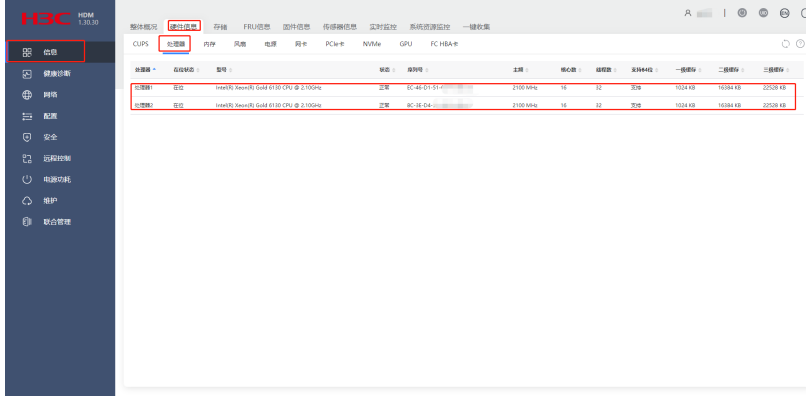 H3C HDM
1.30.30
整体概况 硬件信息 存储 FRU信息 固件信息 传感器信息 实时监控 系统资源监控 一键收集
CUPS 处理器 内存 风扇 电源 网卡 PCIe卡 NVMe GPU FC HBA卡
信息
健康诊断
网络
配置
安全
远程控制
电源功耗
维护
联合管理
处理器 在位状态 型号 状态 序列号 主频 核心数 线程数 支持64位 一级缓存 二级缓存 三级缓存
处理器1 在位 Intel(R) Xeon(R) Gold 6130 CPU @ 2.10GHz 正常 EC-46-D1-51- 2100 MHz 16 32 支持 1024 KB 16384 KB 22528 KB
处理器2 在位 Intel(R) Xeon(R) Gold 6130 CPU @ 2.10GHz 正常 BC-3E-D4- 2100 MHz 16 32 支持 1024 KB 16384 KB 22528 KB